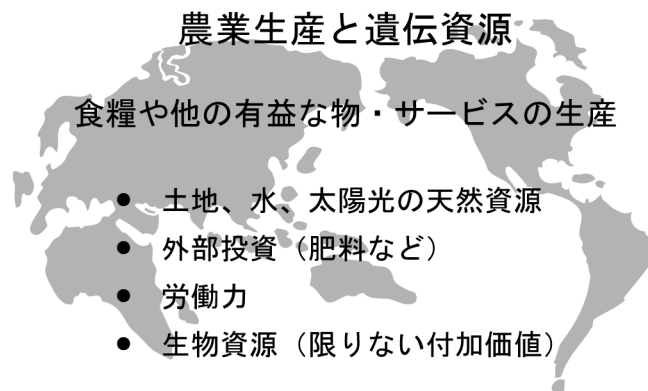 農業生産と遺伝資源
食糧や他の有益な物・サービスの生産
● 土地、水、太陽光の天然資源
● 外部投資（肥料など）
● 労働力
● 生物資源（限りない付加価値）